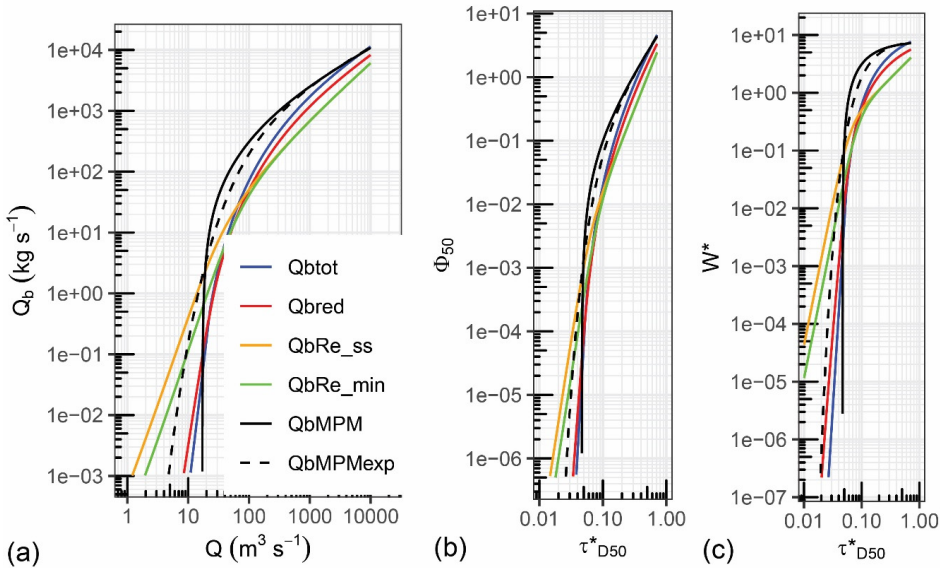 1e+04
1e+03
1e+02
1e+01
1e+00
1e-01
1e-02
1e-03
Q_b (kg s⁻¹)
1 10 100 1000 10000
Q (m³ s⁻¹)
(a)
Qbtot
Qbred
QbRe_ss
QbRe_min
QbMPM
QbMPMexp
1e+01
1e+00
1e-01
1e-02
1e-03
1e-04
1e-05
1e-06
Φ₅₀
0.01 0.10 1.00
τ*D50
(b)
1e+01
1e+00
1e-01
1e-02
1e-03
1e-04
1e-05
1e-06
1e-07
W*
0.01 0.10 1.00
τ*D50
(c)